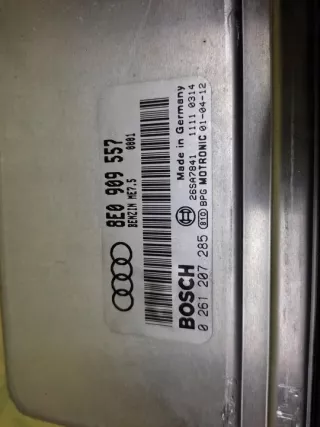 8E0 909 557
BENZIN ME7.5 0001
Made in Germany
26SA7841 1111 0314
BPG MOTRONIC 01-04-12
BOSCH
0 261 207 285